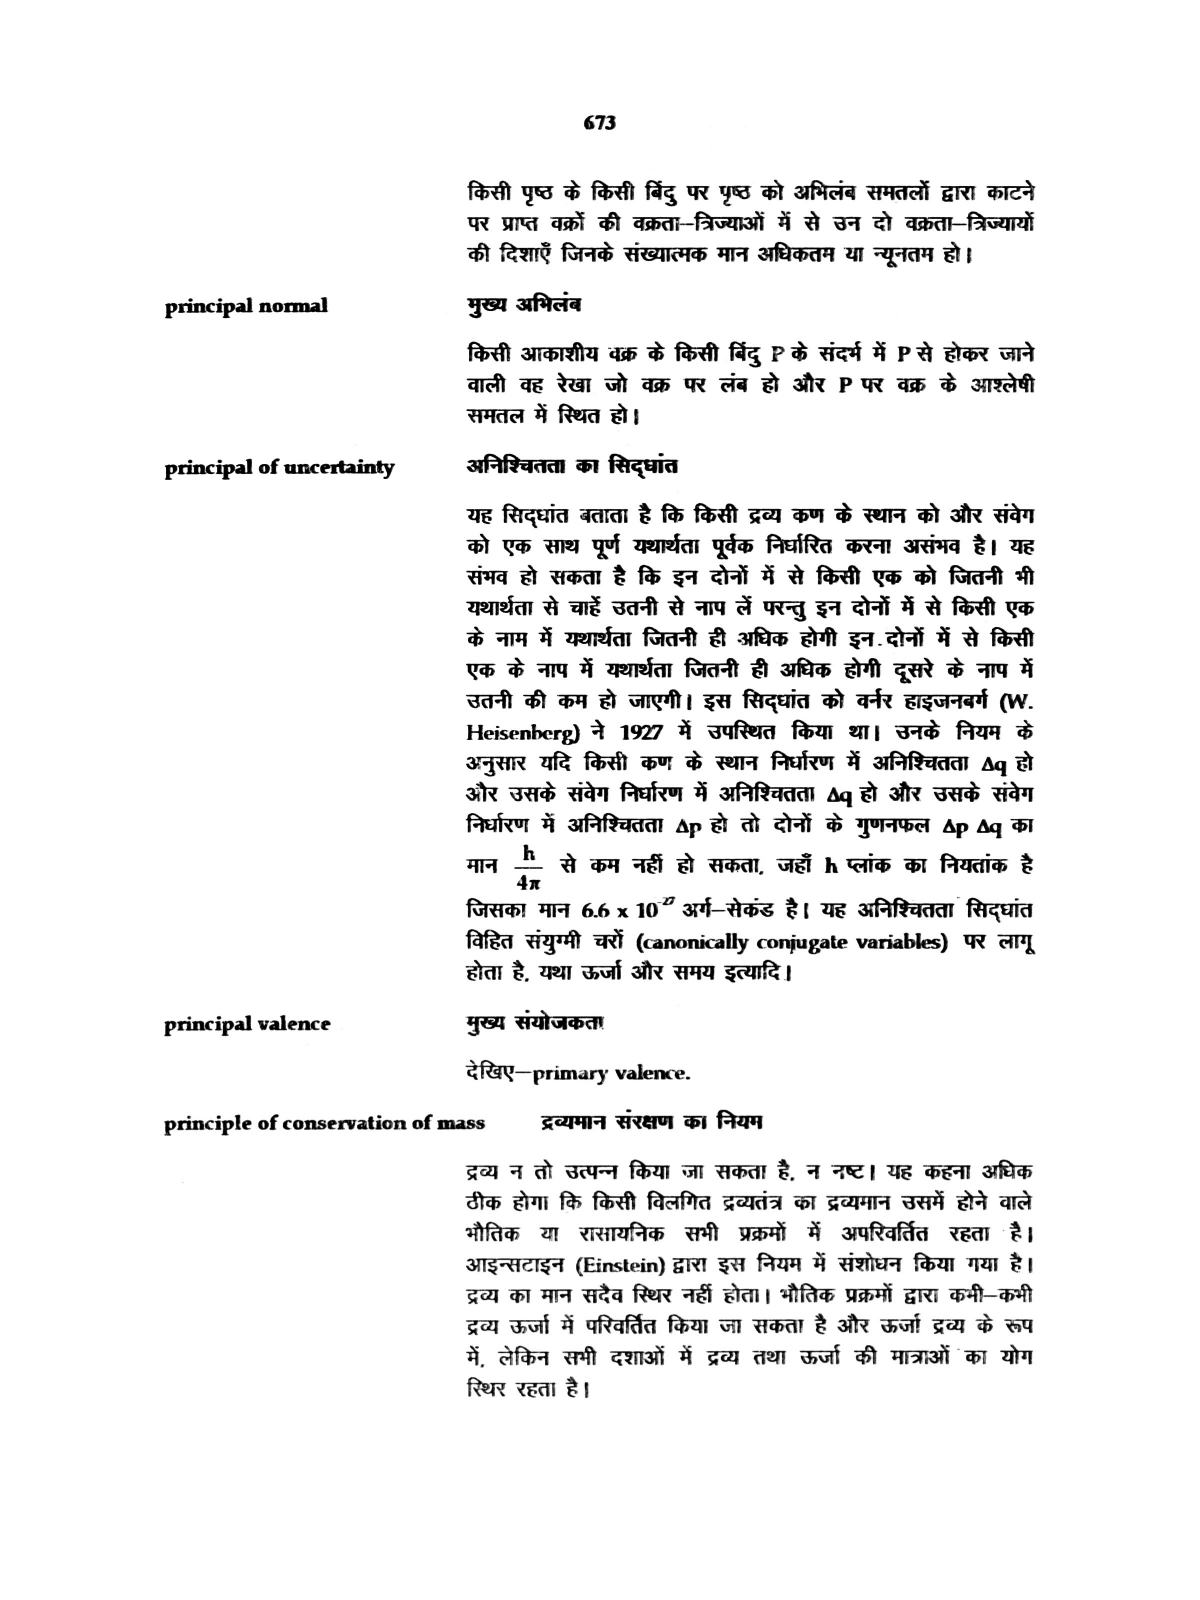 673
किसी पृष्ठ के किसी बिंदु पर पृष्ठ को अभिलंब समतलों द्वारा काटने
पर प्राप्त वक्रों की वक्रता–त्रिज्याओं में से उन दो वक्रता–त्रिज्यायों
की दिशाएँ जिनके संख्यात्मक मान अधिकतम या न्यूनतम हो।
principal normal मुख्य अभिलंब
किसी आकाशीय वक्र के किसी बिंदु P के संदर्भ में P से होकर जाने
वाली वह रेखा जो वक्र पर लंब हो और P पर वक्र के आश्लेषी
समतल में स्थित हो।
principal of uncertainty अनिश्चितता का सिद्धांत
यह सिद्धांत बताता है कि किसी द्रव्य कण के स्थान को और संवेग
को एक साथ पूर्ण यथार्थता पूर्वक निर्धारित करना असंभव है। यह
संभव हो सकता है कि इन दोनों में से किसी एक को जितनी भी
यथार्थता से चाहें उतनी से नाप लें परन्तु इन दोनों में से किसी एक
के नाम में यथार्थता जितनी ही अधिक होगी इन दोनों में से किसी
एक के नाप में यथार्थता जितनी ही अधिक होगी दूसरे के नाप में
उतनी की कम हो जाएगी। इस सिद्धांत को वर्नर हाइजनबर्ग (W.
Heisenberg) ने 1927 में उपस्थित किया था। उनके नियम के
अनुसार यदि किसी कण के स्थान निर्धारण में अनिश्चितता Δq हो
और उसके संवेग निर्धारण में अनिश्चितता Δq हो और उसके संवेग
निर्धारण में अनिश्चितता Δp हो तो दोनों के गुणनफल Δp Δq का
मान h/4π से कम नहीं हो सकता, जहाँ h प्लांक का नियतांक है
जिसका मान 6.6 x 10⁻²⁷ अर्ग–सेकंड है। यह अनिश्चितता सिद्धांत
विहित संयुग्मी चरों (canonically conjugate variables) पर लागू
होता है, यथा ऊर्जा और समय इत्यादि।
principal valence मुख्य संयोजकता
देखिए–primary valence.
principle of conservation of mass द्रव्यमान संरक्षण का नियम
द्रव्य न तो उत्पन्न किया जा सकता है, न नष्ट। यह कहना अधिक
ठीक होगा कि किसी विलगित द्रव्यतंत्र का द्रव्यमान उसमें होने वाले
भौतिक या रासायनिक सभी प्रक्रमों में अपरिवर्तित रहता है।
आइन्सटाइन (Einstein) द्वारा इस नियम में संशोधन किया गया है।
द्रव्य का मान सदैव स्थिर नहीं होता। भौतिक प्रक्रमों द्वारा कभी–कभी
द्रव्य ऊर्जा में परिवर्तित किया जा सकता है और ऊर्जा द्रव्य के रूप
में, लेकिन सभी दशाओं में द्रव्य तथा ऊर्जा की मात्राओं का योग
स्थिर रहता है।